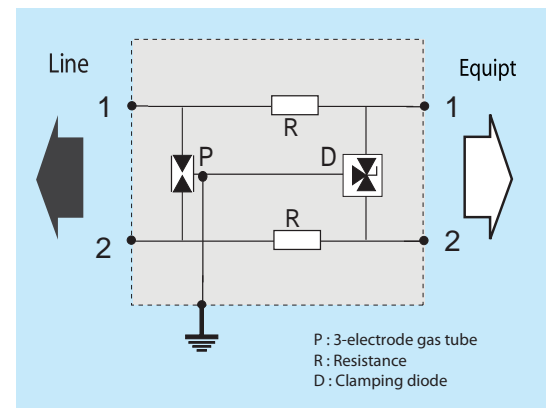 Line
Equipt
1
1
R
P
D
R
2
2
P : 3-electrode gas tube
R : Resistance
D : Clamping diode